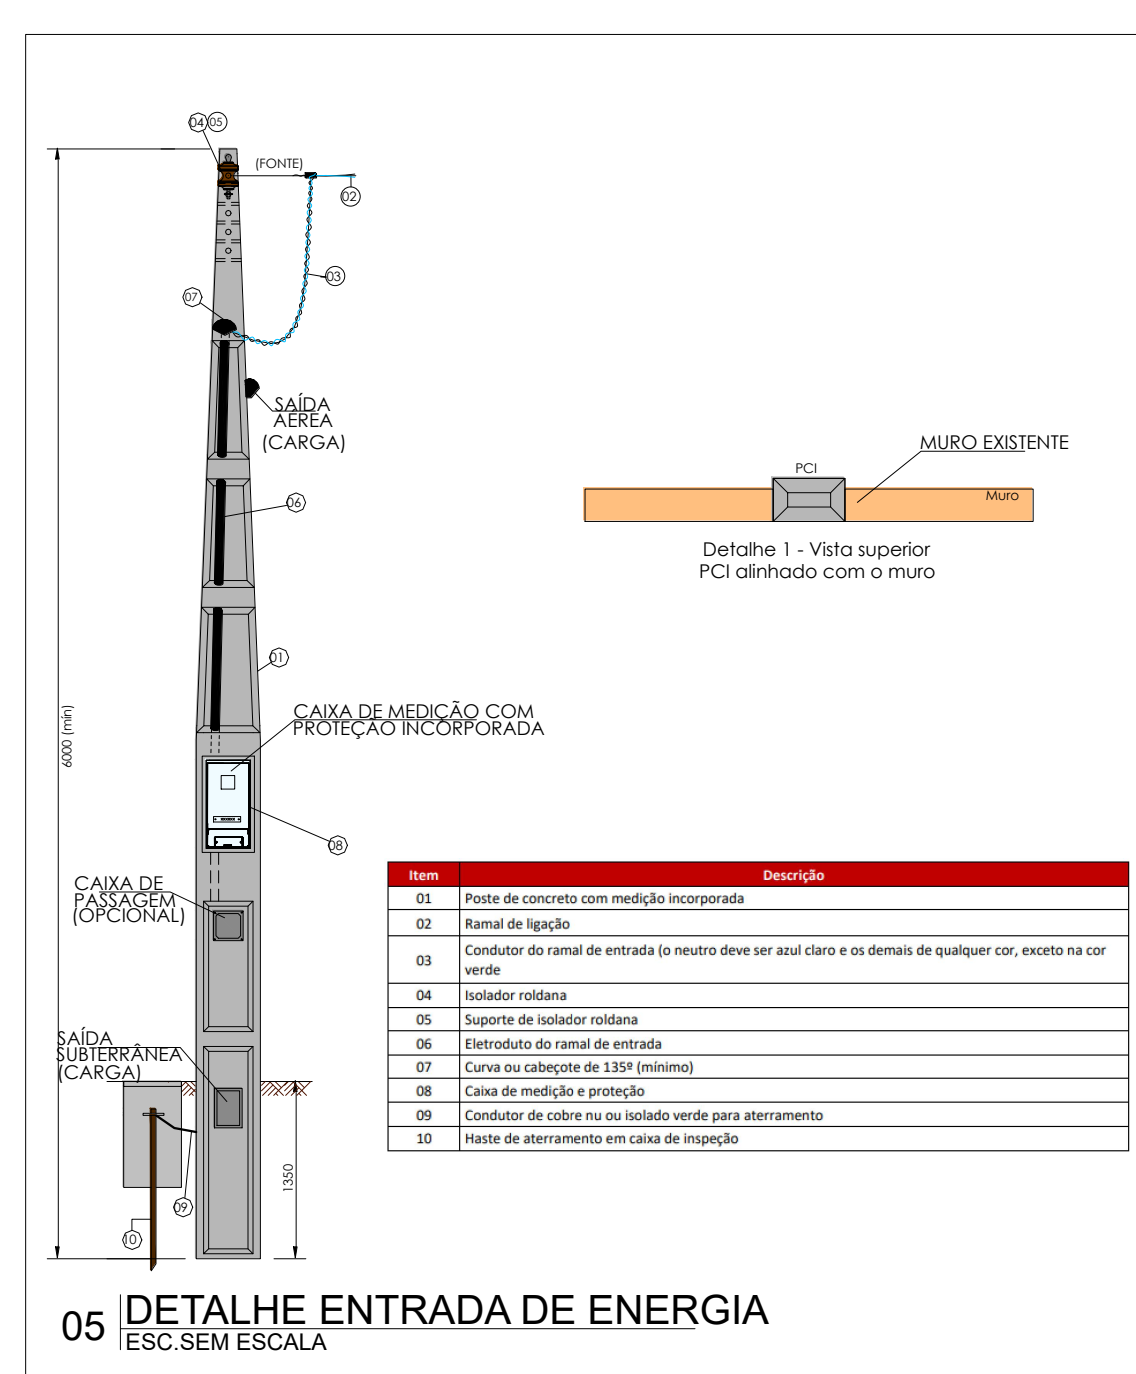 04 05
(FONTE)
02
03
07
SAÍDA
AÉREA
(CARGA)
06
01
6000 (mín)
CAIXA DE MEDIÇÃO COM
PROTEÇÃO INCORPORADA
08
CAIXA DE
PASSAGEM
(OPCIONAL)
SAÍDA
SUBTERRÂNEA
(CARGA)
1350
09
10
MURO EXISTENTE
PCI
Muro
Detalhe 1 - Vista superior
PCI alinhado com o muro
Item Descrição
01 Poste de concreto com medição incorporada
02 Ramal de ligação
03 Condutor do ramal de entrada (o neutro deve ser azul claro e os demais de qualquer cor, exceto na cor
verde
04 Isolador roldana
05 Suporte de isolador roldana
06 Eletroduto do ramal de entrada
07 Curva ou cabeçote de 135º (mínimo)
08 Caixa de medição e proteção
09 Condutor de cobre nu ou isolado verde para aterramento
10 Haste de aterramento em caixa de inspeção
05 DETALHE ENTRADA DE ENERGIA
ESC.SEM ESCALA